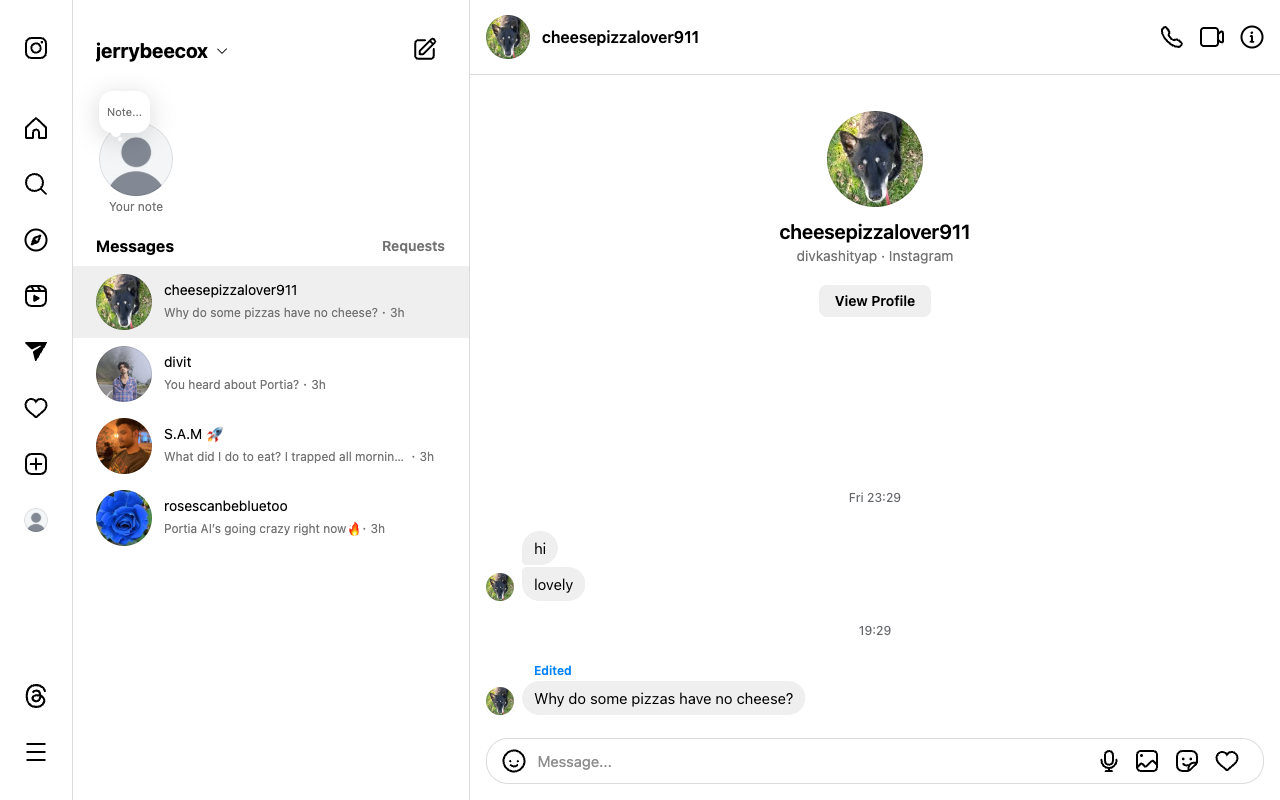 jerrybeecox
Note...
Your note
Messages
Requests
cheesepizzalover911
Why do some pizzas have no cheese? · 3h
divit
You heard about Portia? · 3h
S.A.M 🚀
What did I do to eat? I trapped all mornin... · 3h
rosescanbebluetoo
Portia AI's going crazy right now🔥 · 3h
cheesepizzalover911
cheesepizzalover911
divkashityap · Instagram
View Profile
Fri 23:29
hi
lovely
19:29
Edited
Why do some pizzas have no cheese?
Message...